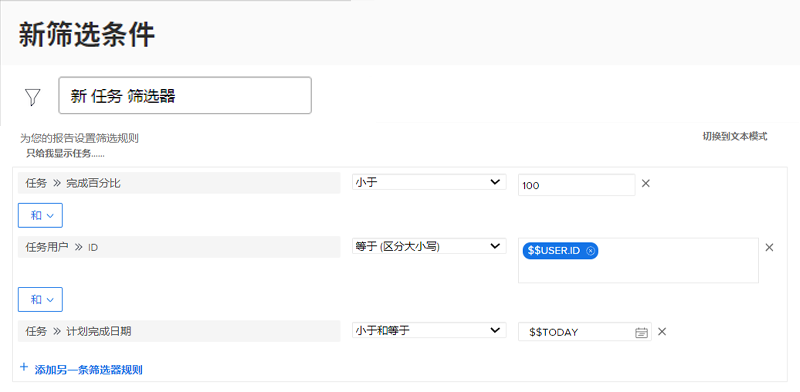 新筛选条件
新 任务 筛选器
为您的报告设置筛选规则
切换到文本模式
只给我显示任务......
任务 » 完成百分比 小于 100
和
任务用户 » ID 等于 (区分大小写) $$USER.ID
和
任务 » 计划完成日期 小于和等于 $$TODAY
+ 添加另一条筛选器规则